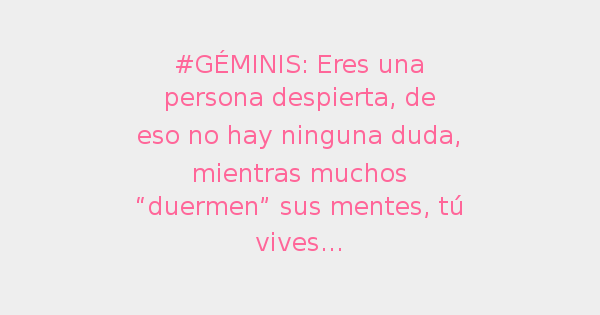 #GÉMINIS: Eres una
persona despierta, de
eso no hay ninguna duda,
mientras muchos
“duermen” sus mentes, tú
vives...